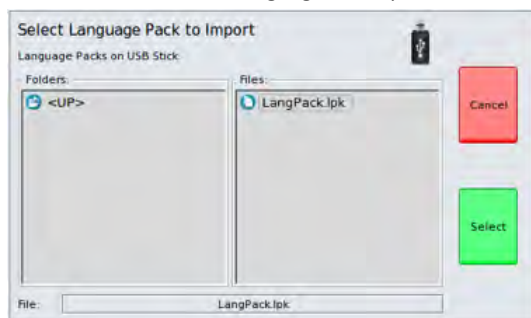 Select Language Pack to Import
Language Packs on USB Stick
Folders:
Files:
<UP>
LangPack.lpk
Cancel
Select
File:
LangPack.lpk